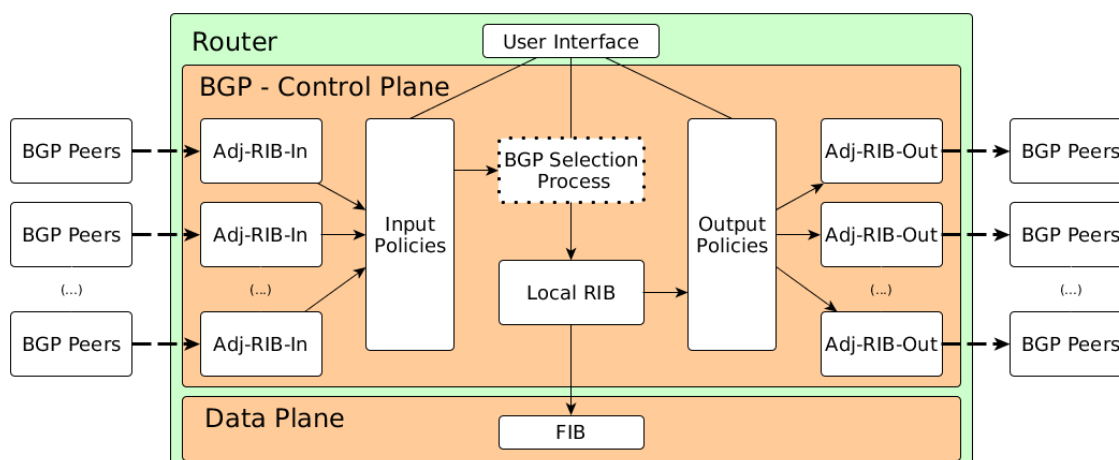 Router
User Interface
BGP - Control Plane
BGP Peers
Adj-RIB-In
Input
Policies
BGP Selection
Process
Output
Policies
Adj-RIB-Out
BGP Peers
BGP Peers
Adj-RIB-In
Adj-RIB-Out
BGP Peers
(...)
(...)
Local RIB
(...)
(...)
BGP Peers
Adj-RIB-In
Adj-RIB-Out
BGP Peers
Data Plane
FIB